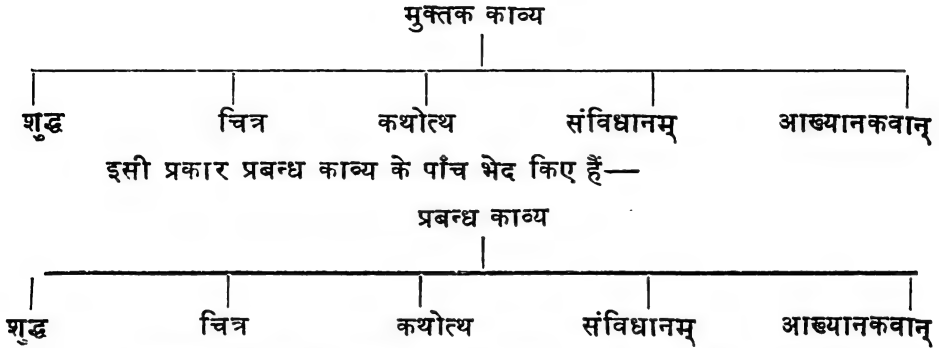 मुक्तक काव्य
शुद्ध चित्र कथोत्थ संविधानम् आख्यानकवान्
इसी प्रकार प्रबन्ध काव्य के पाँच भेद किए हैं—
प्रबन्ध काव्य
शुद्ध चित्र कथोत्थ संविधानम् आख्यानकवान्